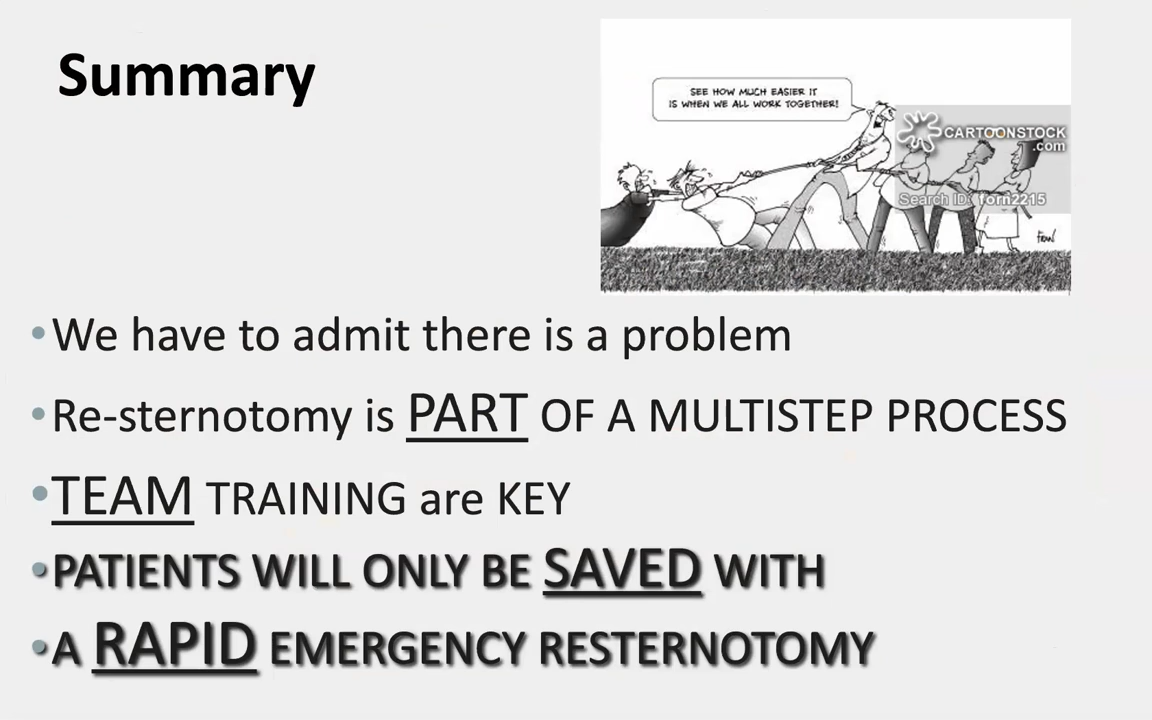 Summary
SEE HOW MUCH EASIER IT
IS WHEN WE ALL WORK TOGETHER!
CARTOONSTOCK
.com
Search ID: forn2215
•We have to admit there is a problem
•Re-sternotomy is PART OF A MULTISTEP PROCESS
•TEAM TRAINING are KEY
•PATIENTS WILL ONLY BE SAVED WITH
•A RAPID EMERGENCY RESTERNOTOMY